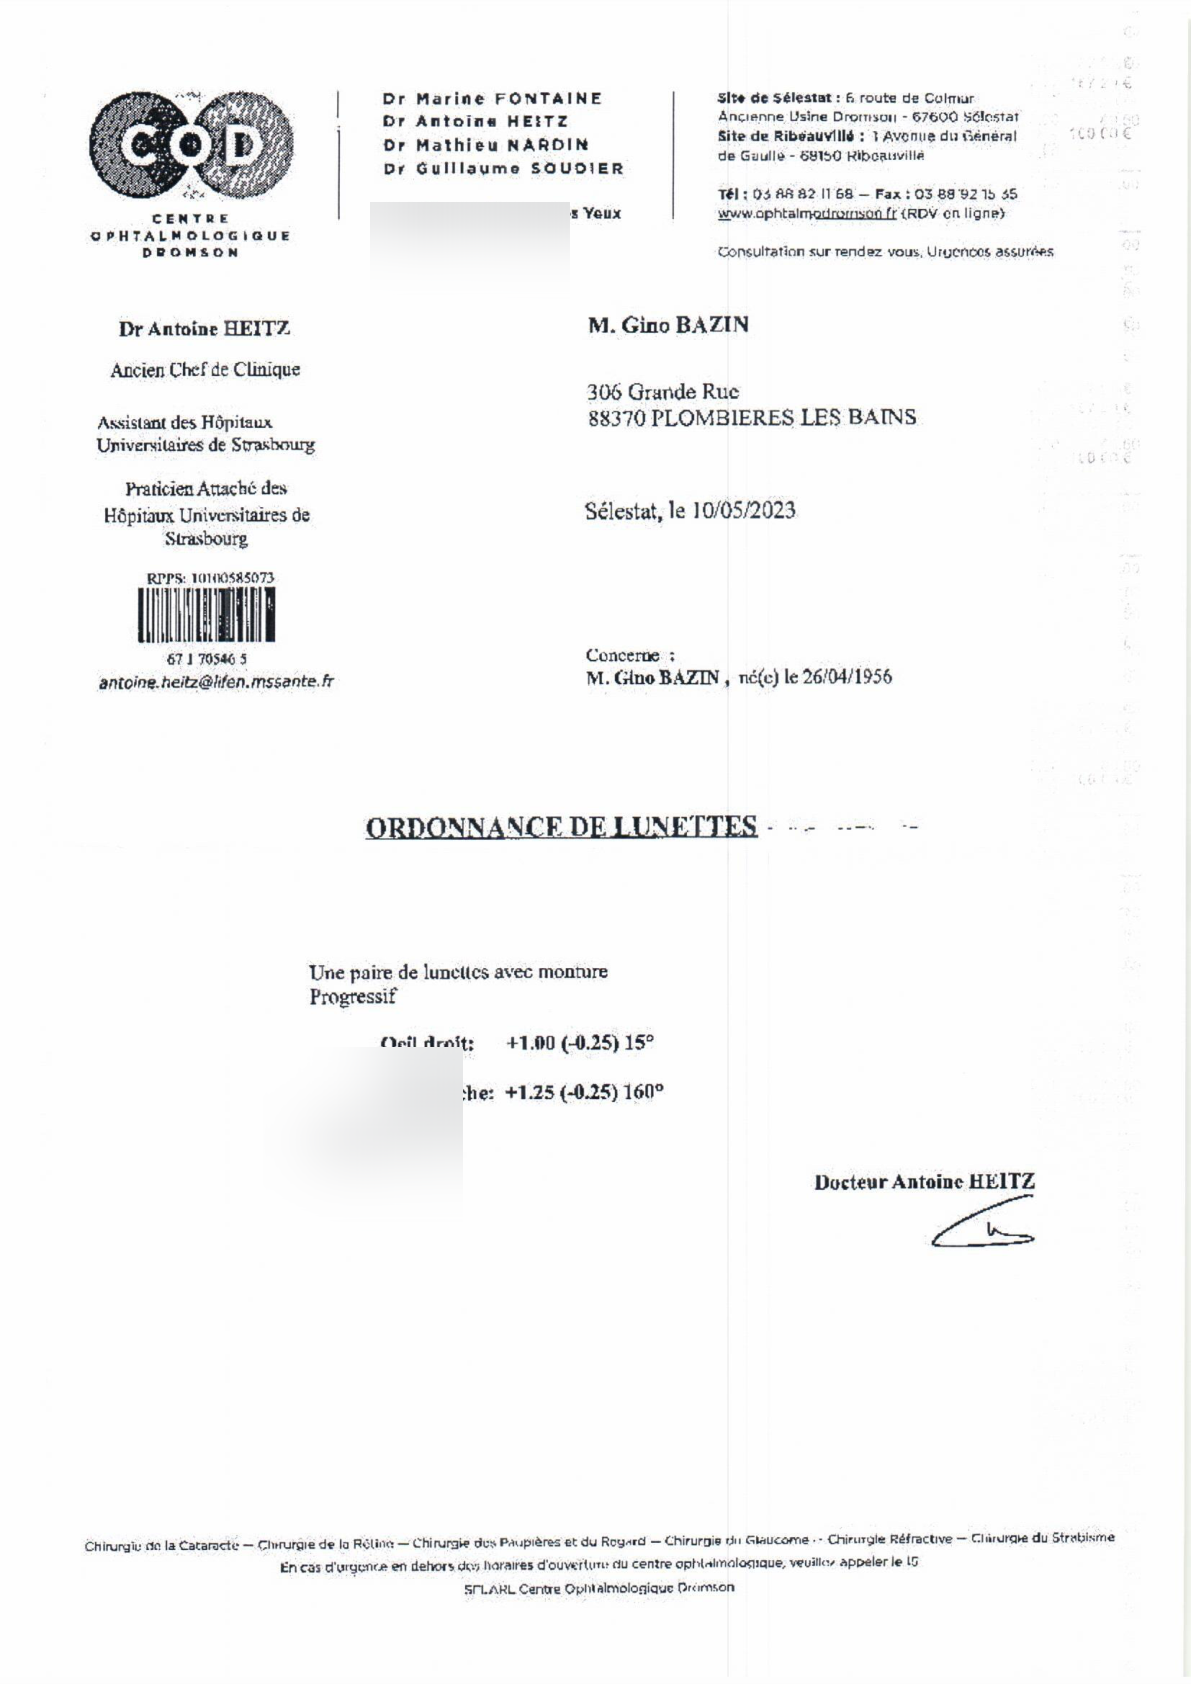 COD
CENTRE
OPHTALMOLOGIQUE
DROMSON
Dr Marine FONTAINE
Dr Antoine HEITZ
Dr Mathieu NARDIN
Dr Guillaume SOUDIER
Yeux
Site de Sélestat : 6 route de Colmar
Ancienne Usine Dromson - 67600 Sélestat
Site de Ribeauvillé : 1 Avenue du Général
de Gaulle - 68150 Ribeauvillé
Tél : 03 88 82 11 68 – Fax : 03 88 92 15 35
www.ophtalmodromson.fr (RDV en ligne)
Consultation sur rendez vous, Urgences assurées
Dr Antoine HEITZ
Ancien Chef de Clinique
Assistant des Hôpitaux
Universitaires de Strasbourg
Praticien Attaché des
Hôpitaux Universitaires de
Strasbourg
RPPS: 10100585073
67 1 70546 5
antoine.heitz@lifen.mssante.fr
M. Gino BAZIN
306 Grande Rue
88370 PLOMBIERES LES BAINS
Sélestat, le 10/05/2023
Concerne :
M. Gino BAZIN , né(e) le 26/04/1956
ORDONNANCE DE LUNETTES
Une paire de lunettes avec monture
Progressif
Oeil droit: +1.00 (-0.25) 15°
che: +1.25 (-0.25) 160°
Docteur Antoine HEITZ
Chirurgie de la Cataracte – Chirurgie de la Rétine – Chirurgie des Paupières et du Regard – Chirurgie du Glaucome - Chirurgie Réfractive – Chirurgie du Strabisme
En cas d'urgence en dehors des horaires d'ouverture du centre ophtalmologique, veuillez appeler le 15
SELARL Centre Ophtalmologique Dromson